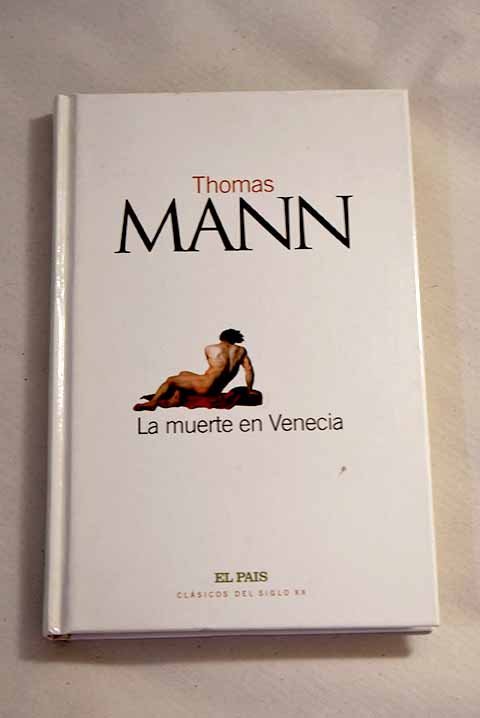 Thomas
MANN
La muerte en Venecia
EL PAIS
CLÁSICOS DEL SIGLO XX